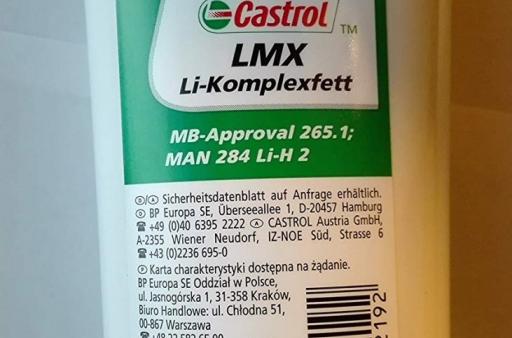 Castrol
TM
LMX
Li-Komplexfett
MB-Approval 265.1;
MAN 284 Li-H 2
Ⓓ/Ⓐ Sicherheitsdatenblatt auf Anfrage erhältlich.
Ⓓ BP Europa SE, Überseeallee 1, D-20457 Hamburg
☎ +49 (0)40 6395 2222 Ⓐ CASTROL Austria GmbH,
A-2355 Wiener Neudorf, IZ-NOE Süd, Strasse 6
☎ +43 (0)2236 695-0
Ⓟ Karta charakterystyki dostępna na żądanie.
BP Europa SE Oddział w Polsce,
ul. Jasnogórska 1, 31-358 Kraków,
Biuro Handlowe: ul. Chłodna 51,
00-867 Warszawa
2192